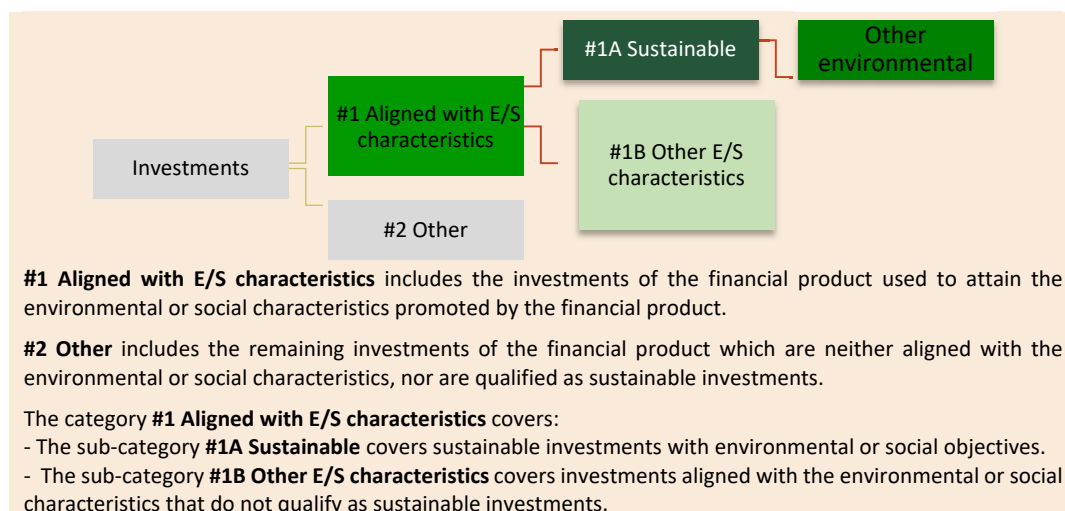 Other
environmental
#1A Sustainable
#1 Aligned with E/S
characteristics
#1B Other E/S
characteristics
Investments
#2 Other
#1 Aligned with E/S characteristics includes the investments of the financial product used to attain the
environmental or social characteristics promoted by the financial product.
#2 Other includes the remaining investments of the financial product which are neither aligned with the
environmental or social characteristics, nor are qualified as sustainable investments.
The category #1 Aligned with E/S characteristics covers:
- The sub-category #1A Sustainable covers sustainable investments with environmental or social objectives.
- The sub-category #1B Other E/S characteristics covers investments aligned with the environmental or social
characteristics that do not qualify as sustainable investments.